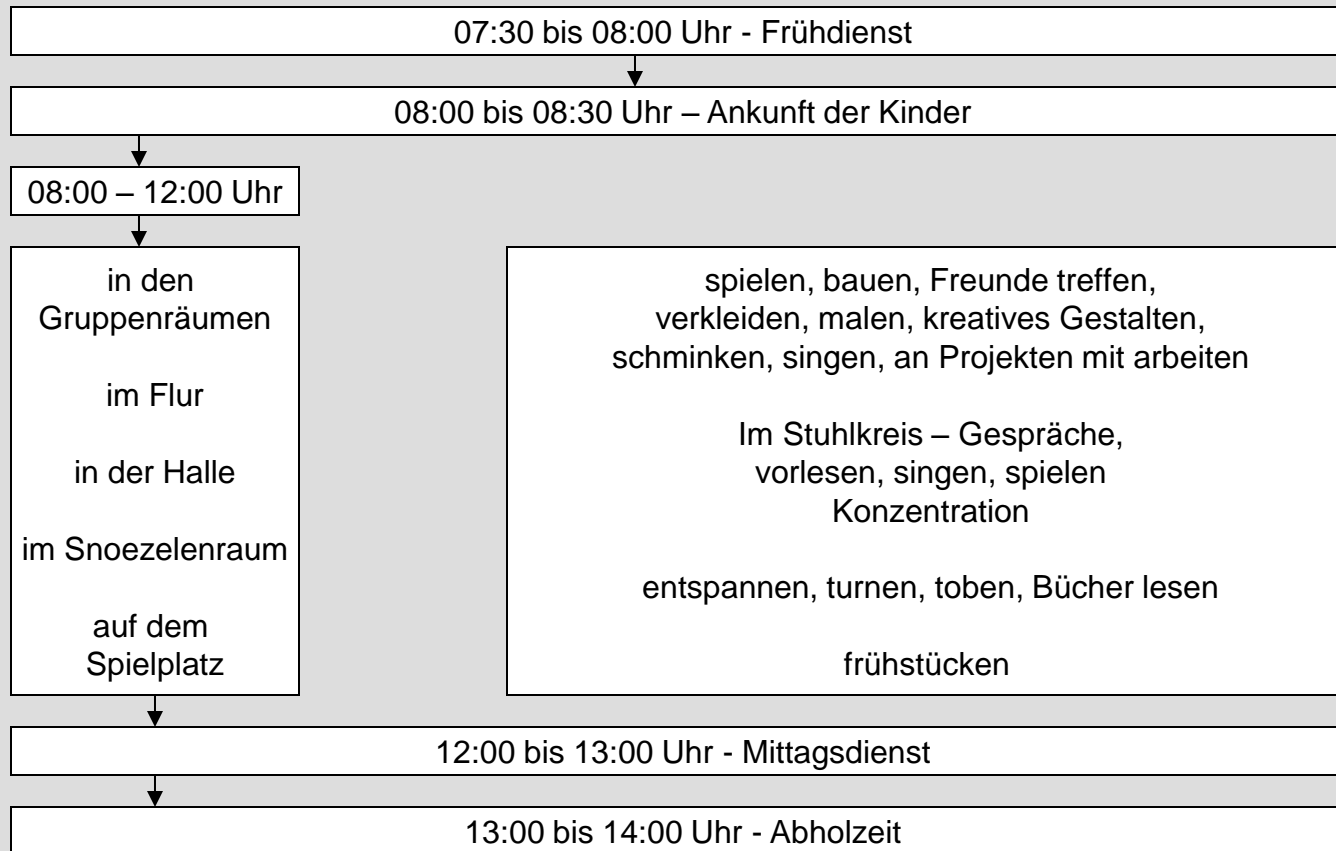 07:30 bis 08:00 Uhr - Frühdienst
08:00 bis 08:30 Uhr – Ankunft der Kinder
08:00 – 12:00 Uhr
in den
Gruppenräumen
im Flur
in der Halle
im Snoezelenraum
auf dem
Spielplatz
spielen, bauen, Freunde treffen,
verkleiden, malen, kreatives Gestalten,
schminken, singen, an Projekten mit arbeiten
Im Stuhlkreis – Gespräche,
vorlesen, singen, spielen
Konzentration
entspannen, turnen, toben, Bücher lesen
frühstücken
12:00 bis 13:00 Uhr - Mittagsdienst
13:00 bis 14:00 Uhr - Abholzeit